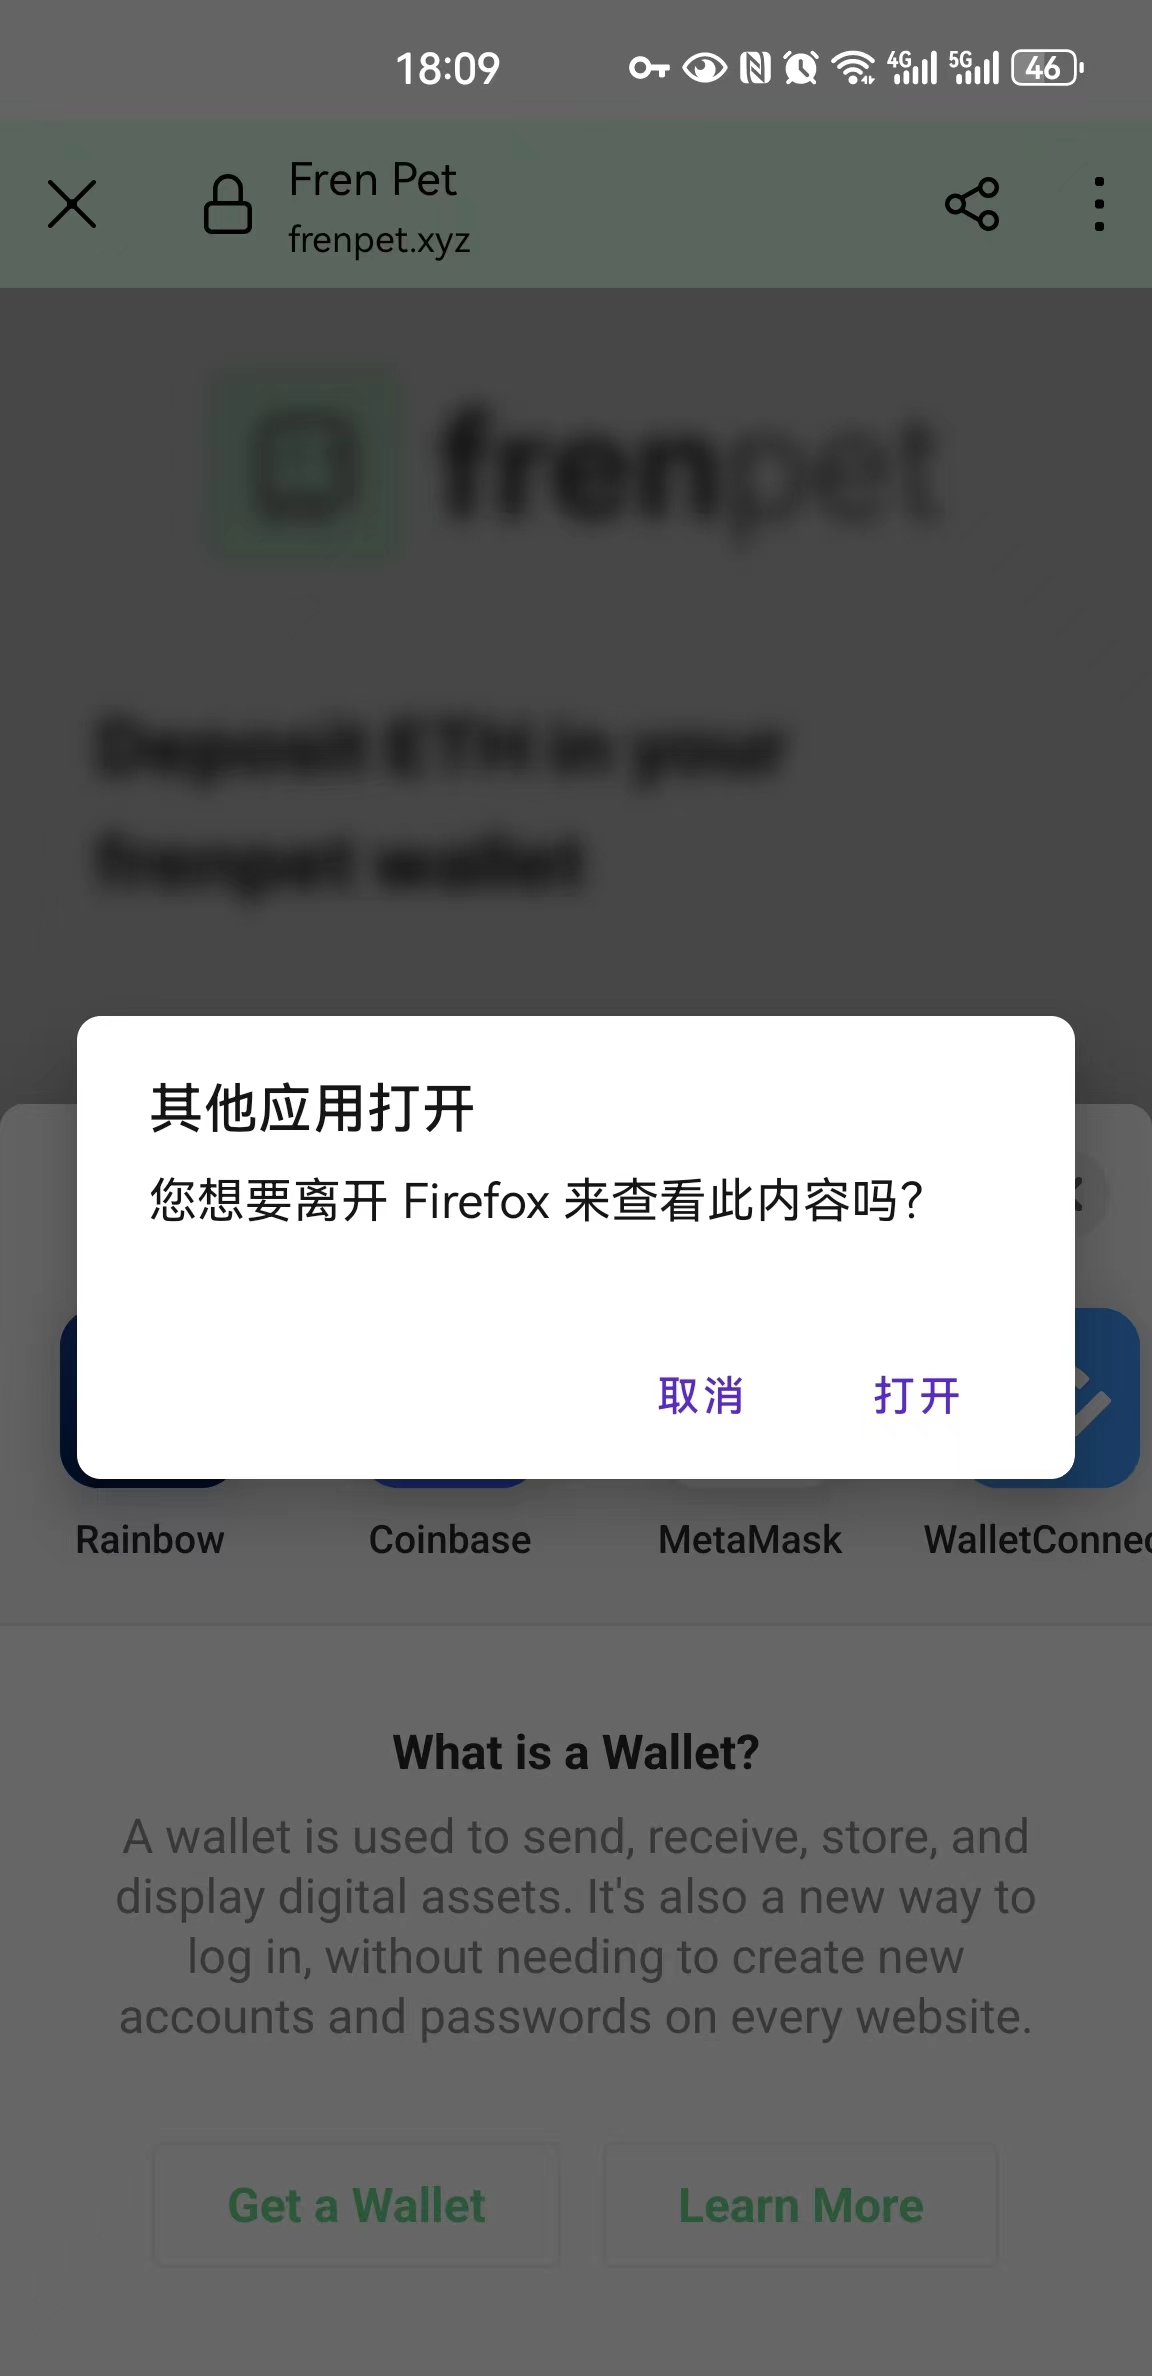 18:09
4G
5G
46
Fren Pet
frenpet.xyz
frenpet
Deposit ETH in your
frenpet wallet
其他应用打开
您想要离开 Firefox 来查看此内容吗？
取消
打开
Rainbow
Coinbase
MetaMask
WalletConnec
What is a Wallet?
A wallet is used to send, receive, store, and
display digital assets. It's also a new way to
log in, without needing to create new
accounts and passwords on every website.
Get a Wallet
Learn More